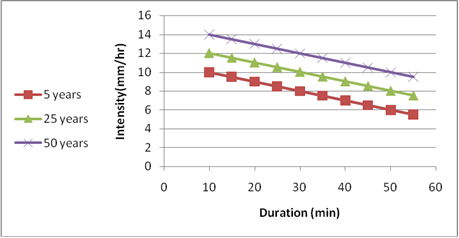 16
14
12
10
8
6
4
2
0
Intensity(mm/hr)
5 years
25 years
50 years
0 10 20 30 40 50 60
Duration (min)